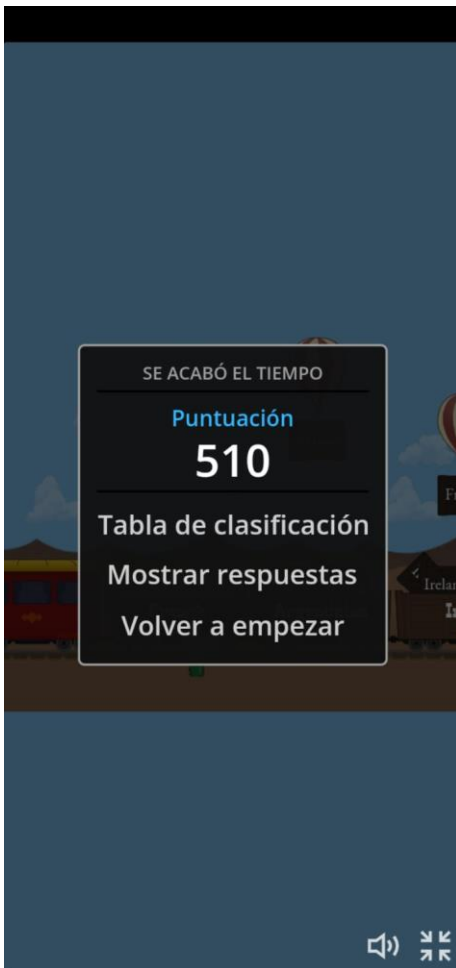 SE ACABÓ EL TIEMPO
Puntuación
510
Tabla de clasificación
Mostrar respuestas
Volver a empezar